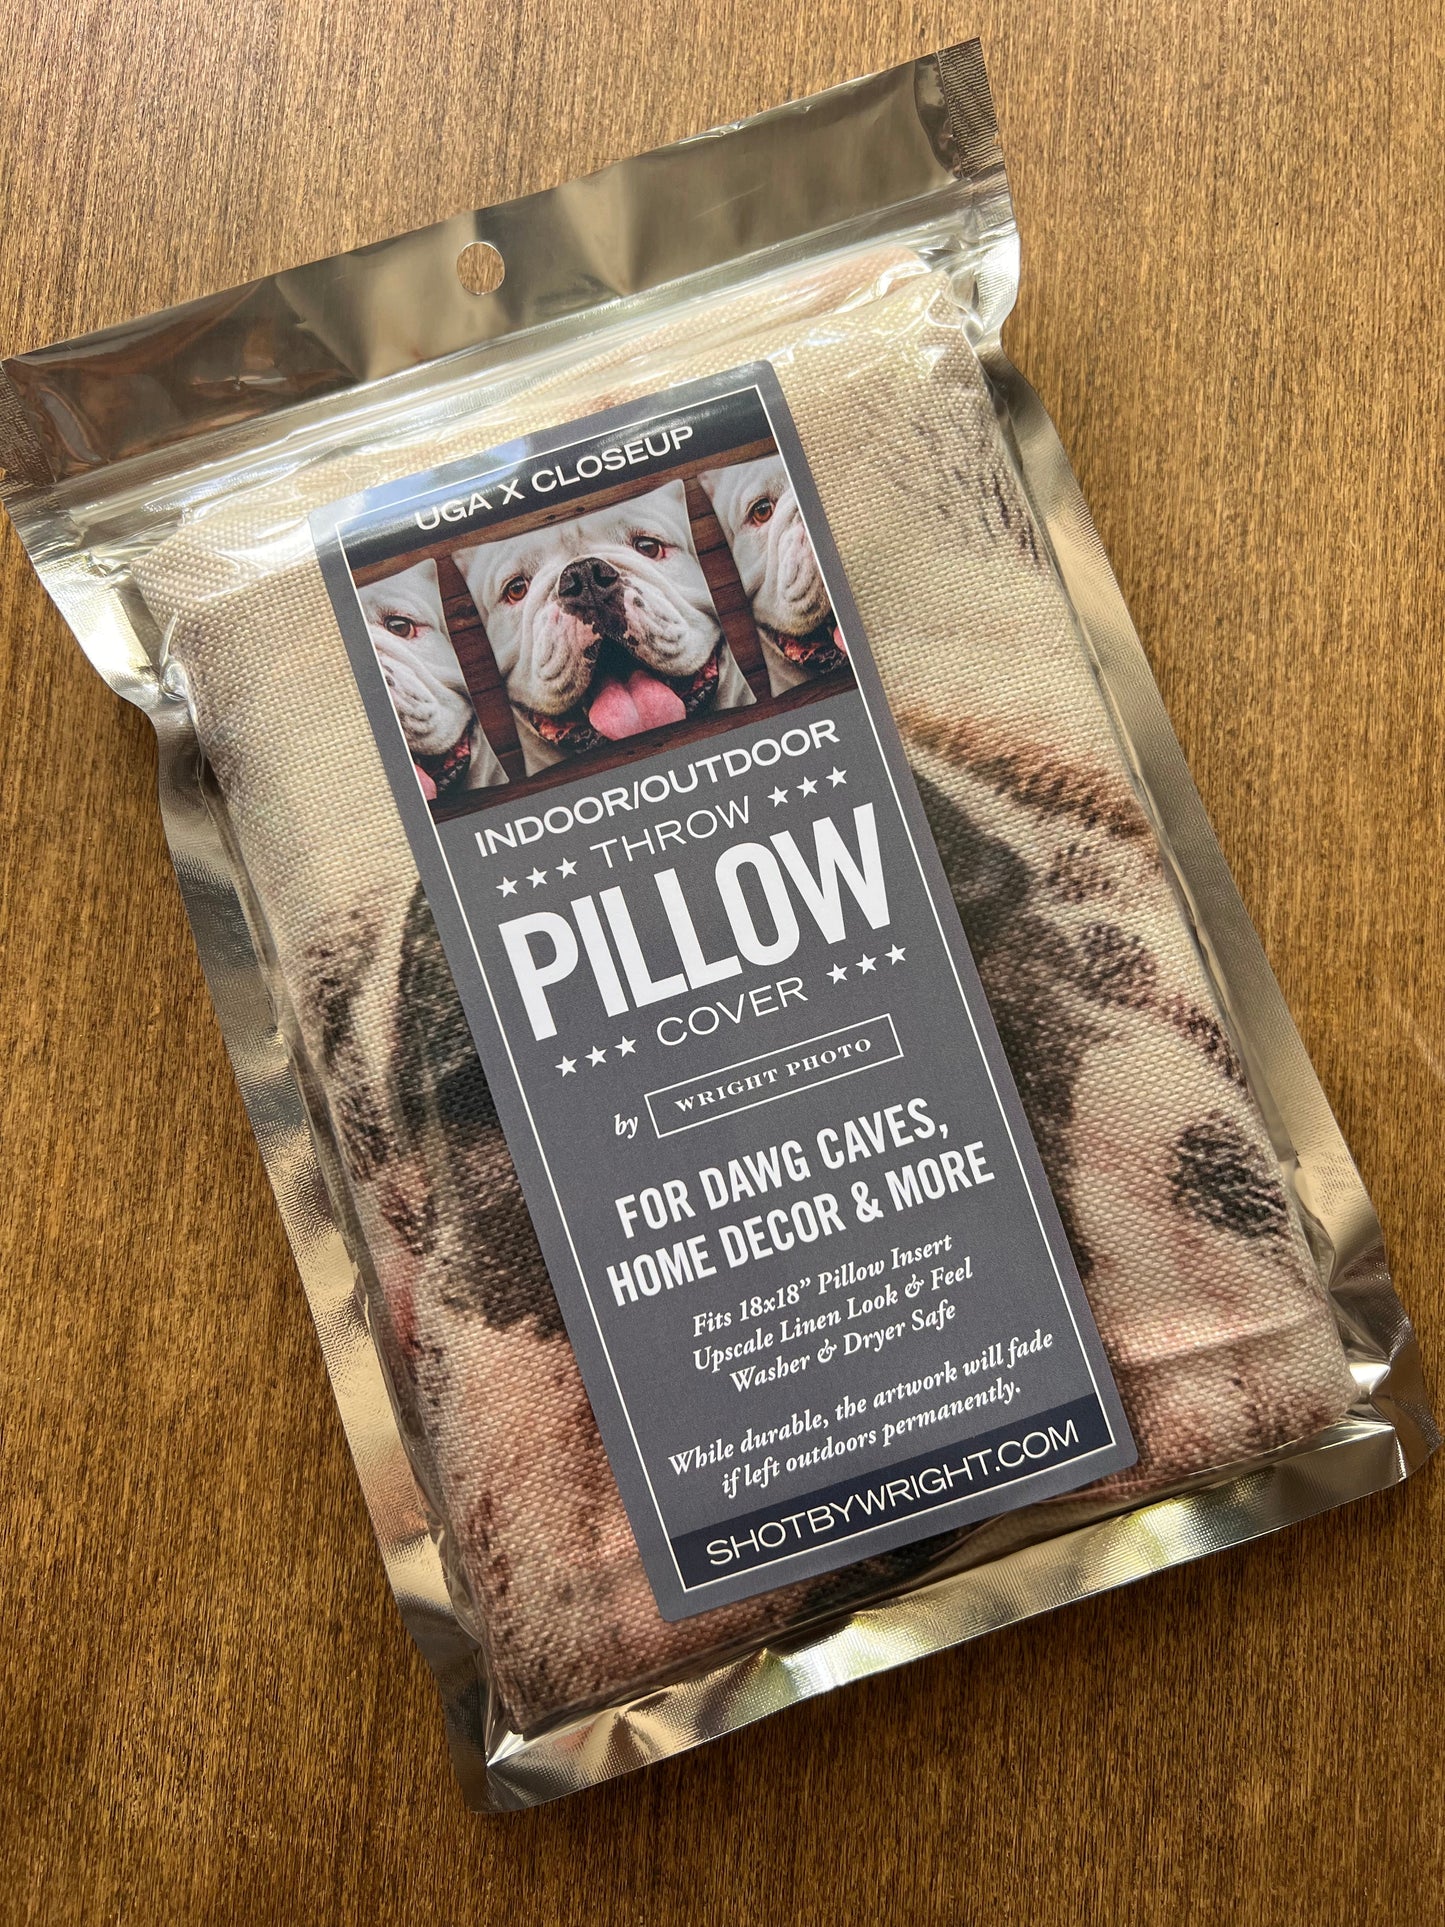 UGA X CLOSEUP
INDOOR/OUTDOOR
THROW
PILLOW
COVER
by WRIGHT PHOTO
FOR DAWG CAVES,
HOME DECOR & MORE
Fits 18x18” Pillow Insert
Upscale Linen Look & Feel
Washer & Dryer Safe
While durable, the artwork will fade
if left outdoors permanently.
SHOTBYWRIGHT.COM